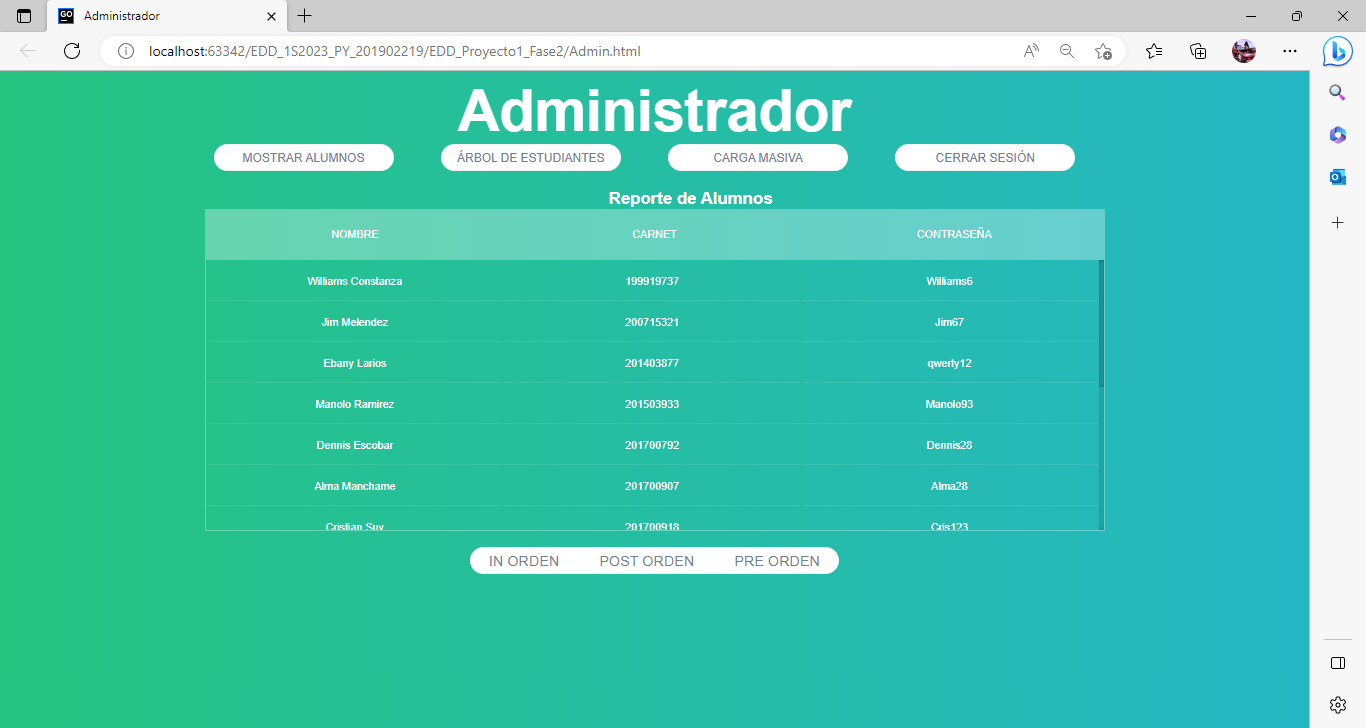 GO
Administrador
localhost:63342/EDD_1S2023_PY_201902219/EDD_Proyecto1_Fase2/Admin.html
Administrador
MOSTRAR ALUMNOS ÁRBOL DE ESTUDIANTES CARGA MASIVA CERRAR SESIÓN
Reporte de Alumnos
NOMBRE CARNET CONTRASEÑA
Williams Constanza 199919737 Williams6
Jim Melendez 200715321 Jim67
Ebany Larios 201403877 qwerty12
Manolo Ramirez 201503933 Manolo93
Dennis Escobar 201700792 Dennis28
Alma Manchame 201700907 Alma28
Cristian Suy 201700918 Cris123
IN ORDEN POST ORDEN PRE ORDEN